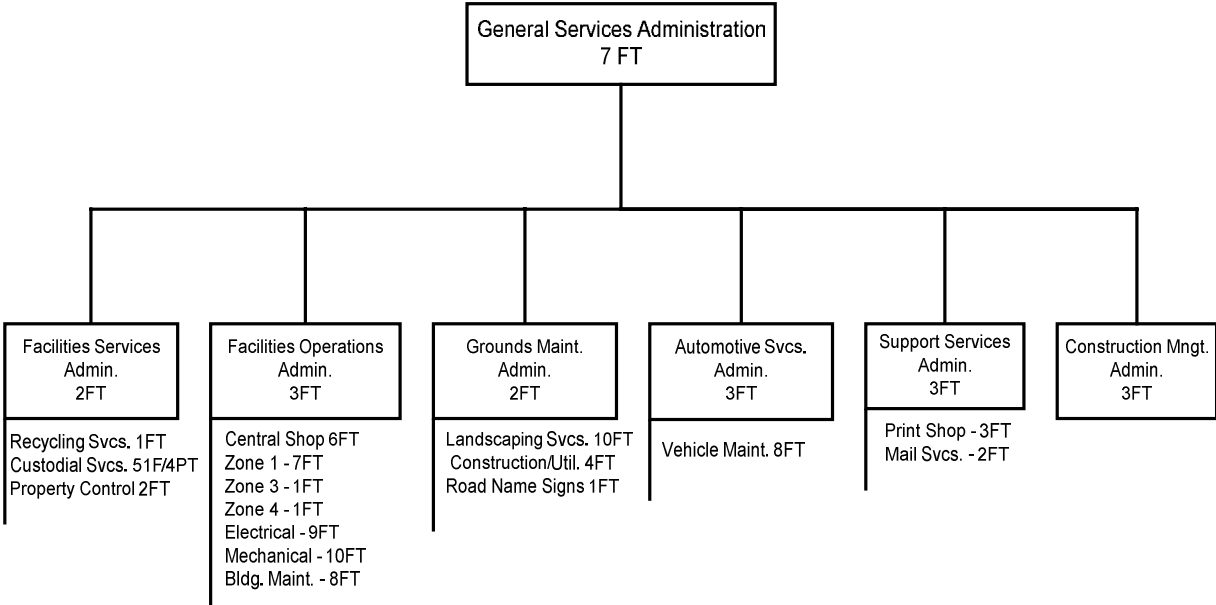 General Services Administration
7 FT
Facilities Services
Admin.
2FT
Recycling Svcs. 1FT
Custodial Svcs. 51F/4PT
Property Control 2FT
Facilities Operations
Admin.
3FT
Central Shop 6FT
Zone 1 - 7FT
Zone 3 - 1FT
Zone 4 - 1FT
Electrical - 9FT
Mechanical - 10FT
Bldg. Maint. - 8FT
Grounds Maint.
Admin.
2FT
Landscaping Svcs. 10FT
Construction/Util. 4FT
Road Name Signs 1FT
Automotive Svcs.
Admin.
3FT
Vehicle Maint. 8FT
Support Services
Admin.
3FT
Print Shop - 3FT
Mail Svcs. - 2FT
Construction Mngt.
Admin.
3FT